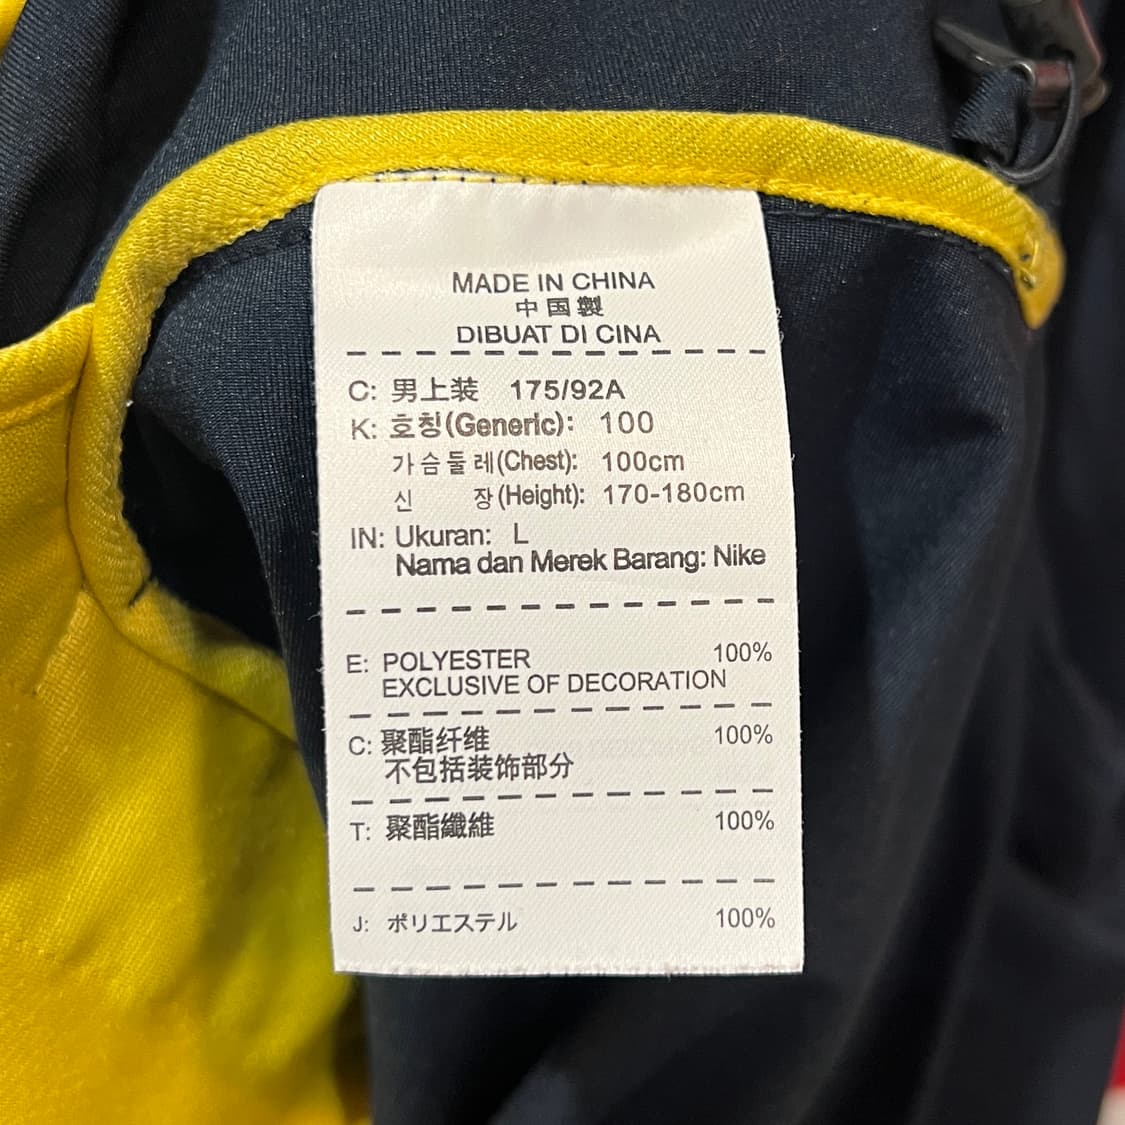 MADE IN CHINA
中国製
DIBUAT DI CINA
C: 男上装 175/92A
K: 호칭(Generic): 100
가슴둘레(Chest): 100cm
신 장(Height): 170-180cm
IN: Ukuran: L
Nama dan Merek Barang: Nike
E: POLYESTER 100%
EXCLUSIVE OF DECORATION
C: 聚酯纤维 100%
不包括装饰部分
T: 聚酯纖維 100%
J: ポリエステル 100%